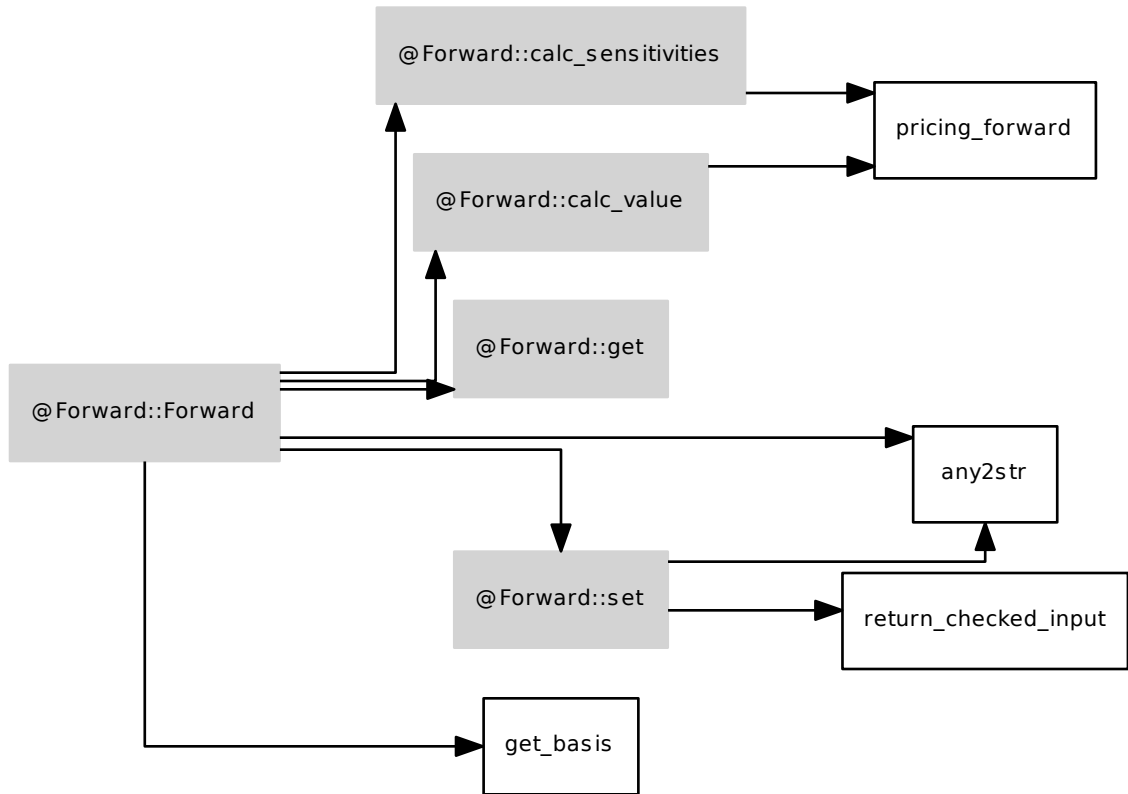 @Forward::calc_sensitivities
pricing_forward
@Forward::calc_value
@Forward::get
@Forward::Forward
any2str
@Forward::set
return_checked_input
get_basis